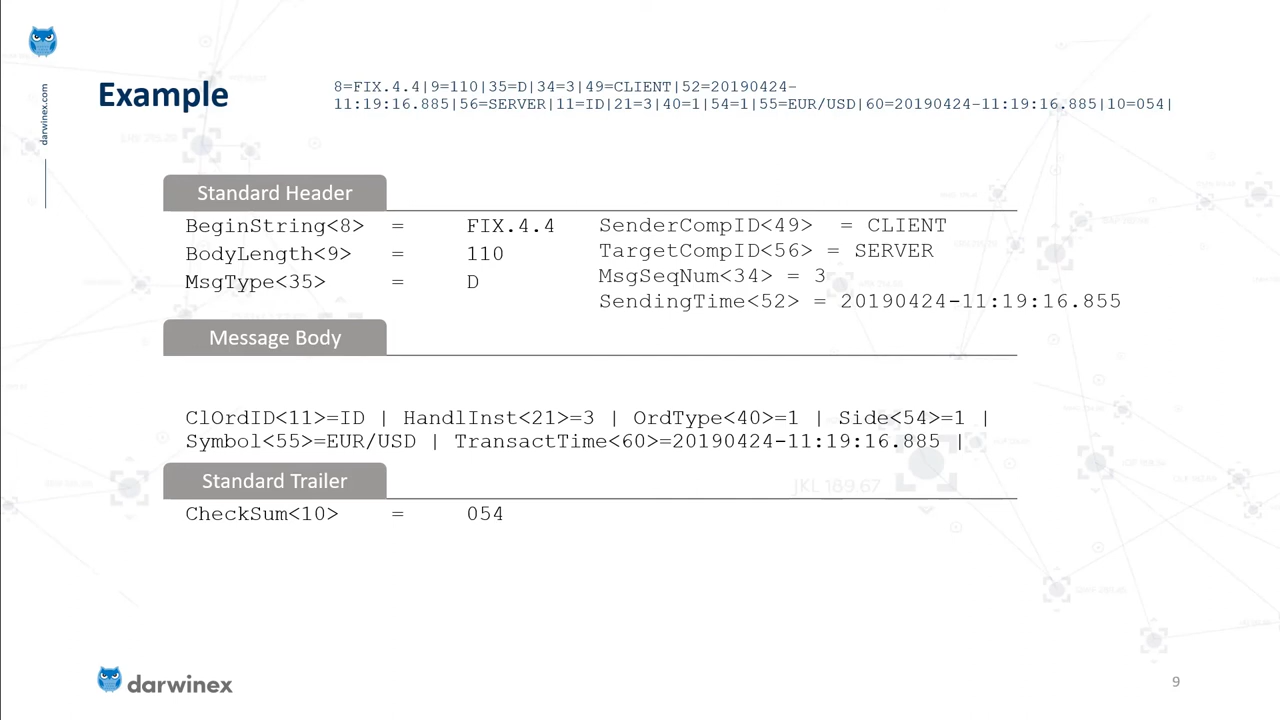 darwinex.com
Example
8=FIX.4.4|9=110|35=D|34=3|49=CLIENT|52=20190424-
11:19:16.885|56=SERVER|11=ID|21=3|40=1|54=1|55=EUR/USD|60=20190424-11:19:16.885|10=054|
Standard Header
BeginString<8> = FIX.4.4
BodyLength<9> = 110
MsgType<35> = D
SenderCompID<49> = CLIENT
TargetCompID<56> = SERVER
MsgSeqNum<34> = 3
SendingTime<52> = 20190424-11:19:16.855
Message Body
ClOrdID<11>=ID | HandlInst<21>=3 | OrdType<40>=1 | Side<54>=1 |
Symbol<55>=EUR/USD | TransactTime<60>=20190424-11:19:16.885 |
Standard Trailer
JKL 189.67
CheckSum<10> = 054
darwinex
9